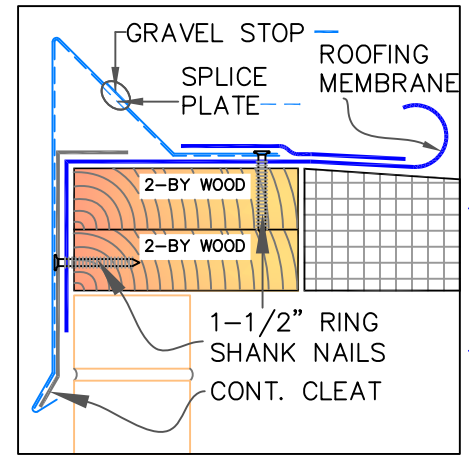 GRAVEL STOP
SPLICE
PLATE
ROOFING
MEMBRANE
2-BY WOOD
2-BY WOOD
1-1/2" RING
SHANK NAILS
CONT. CLEAT